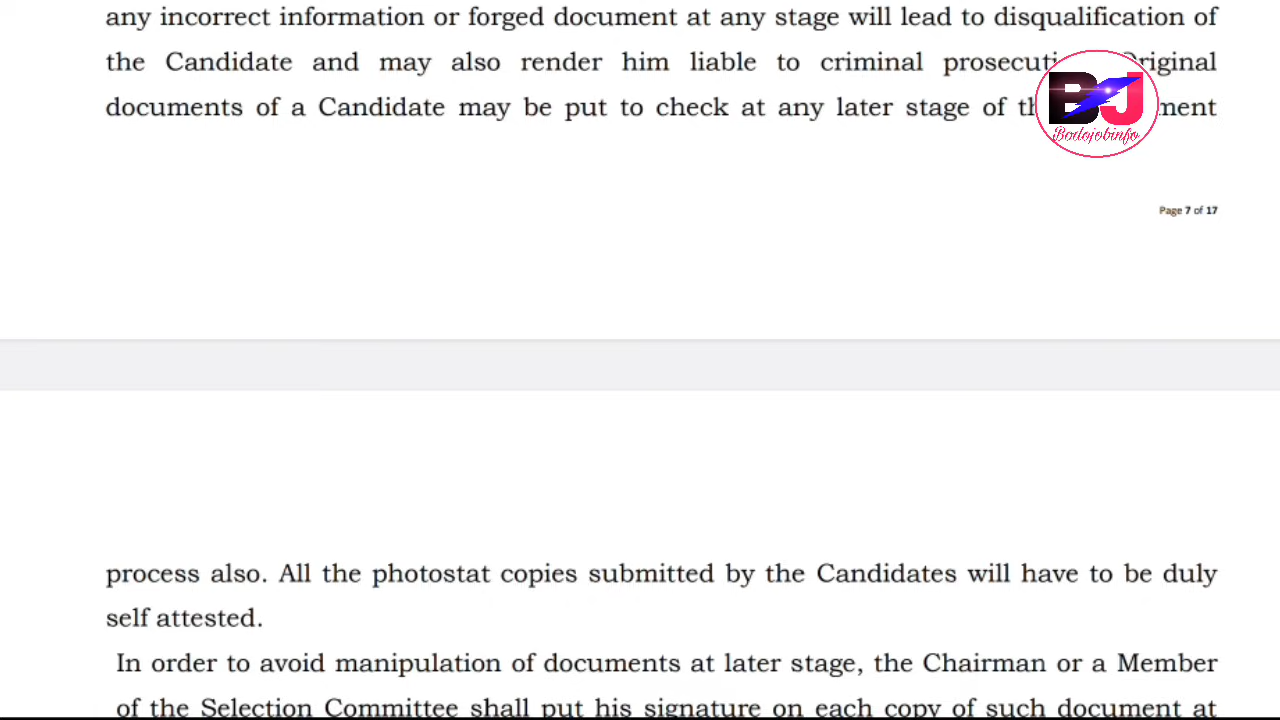 any incorrect information or forged document at any stage will lead to disqualification of
the Candidate and may also render him liable to criminal
documents of a Candidate may be put to check at any later stage of
BJ
Bodojobinfo
Page 7 of 17
process also. All the photostat copies submitted by the Candidates will have to be duly
self attested.
In order to avoid manipulation of documents at later stage, the Chairman or a Member
of the Selection Committee shall put his signature on each copy of such document at